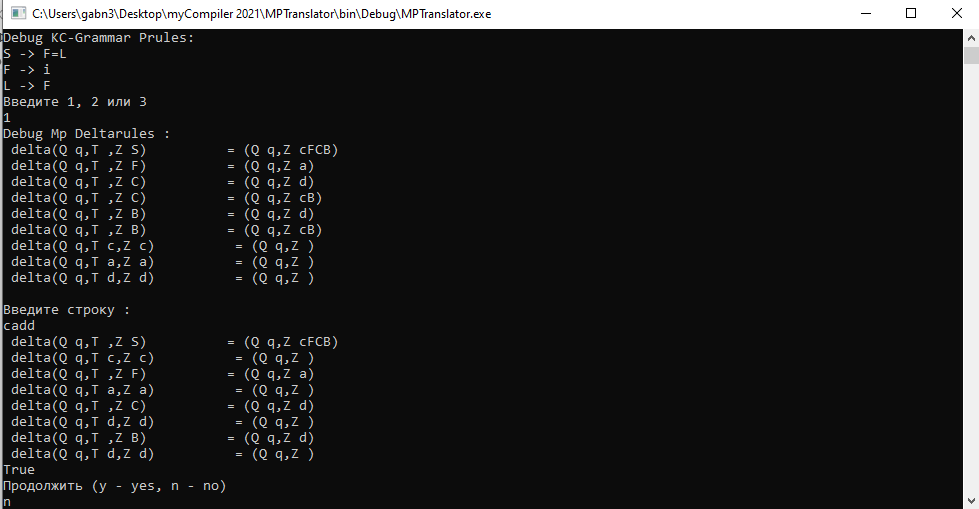 C:\Users\gabn3\Desktop\myCompiler 2021\MPTranslator\bin\Debug\MPTranslator.exe
Debug KC-Grammar Prules:
S -> F=L
F -> i
L -> F
Введите 1, 2 или 3
1
Debug Mp Deltarules :
 delta(Q q,T ,Z S)          = (Q q,Z cFCB)
 delta(Q q,T ,Z F)          = (Q q,Z a)
 delta(Q q,T ,Z C)          = (Q q,Z d)
 delta(Q q,T ,Z C)          = (Q q,Z cB)
 delta(Q q,T ,Z B)          = (Q q,Z d)
 delta(Q q,T ,Z B)          = (Q q,Z cB)
 delta(Q q,T c,Z c)          = (Q q,Z )
 delta(Q q,T a,Z a)          = (Q q,Z )
 delta(Q q,T d,Z d)          = (Q q,Z )
Введите строку :
cadd
 delta(Q q,T ,Z S)          = (Q q,Z cFCB)
 delta(Q q,T c,Z c)          = (Q q,Z )
 delta(Q q,T ,Z F)          = (Q q,Z a)
 delta(Q q,T a,Z a)          = (Q q,Z )
 delta(Q q,T ,Z C)          = (Q q,Z d)
 delta(Q q,T d,Z d)          = (Q q,Z )
 delta(Q q,T ,Z B)          = (Q q,Z d)
 delta(Q q,T d,Z d)          = (Q q,Z )
True
Продолжить (y - yes, n - no)
n